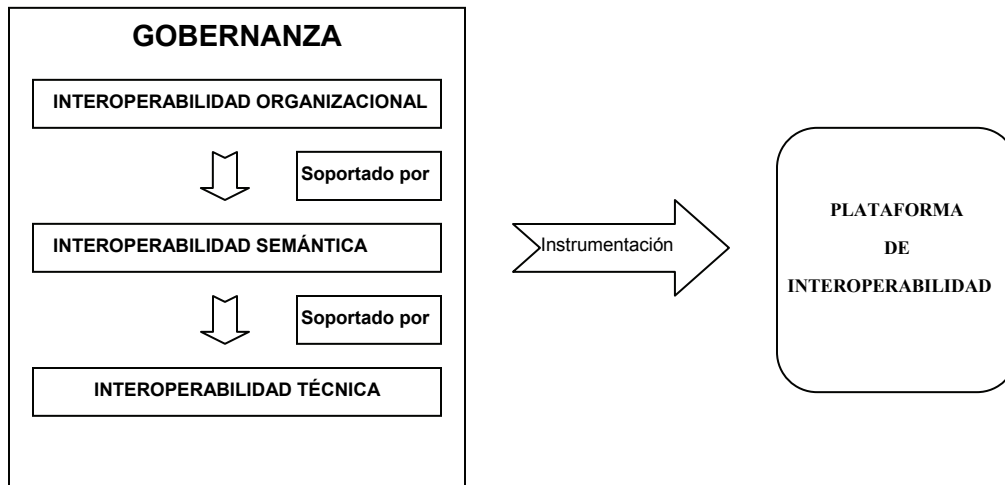 GOBERNANZA
INTEROPERABILIDAD ORGANIZACIONAL
Soportado por
INTEROPERABILIDAD SEMÁNTICA
Soportado por
INTEROPERABILIDAD TÉCNICA
Instrumentación
PLATAFORMA
DE
INTEROPERABILIDAD